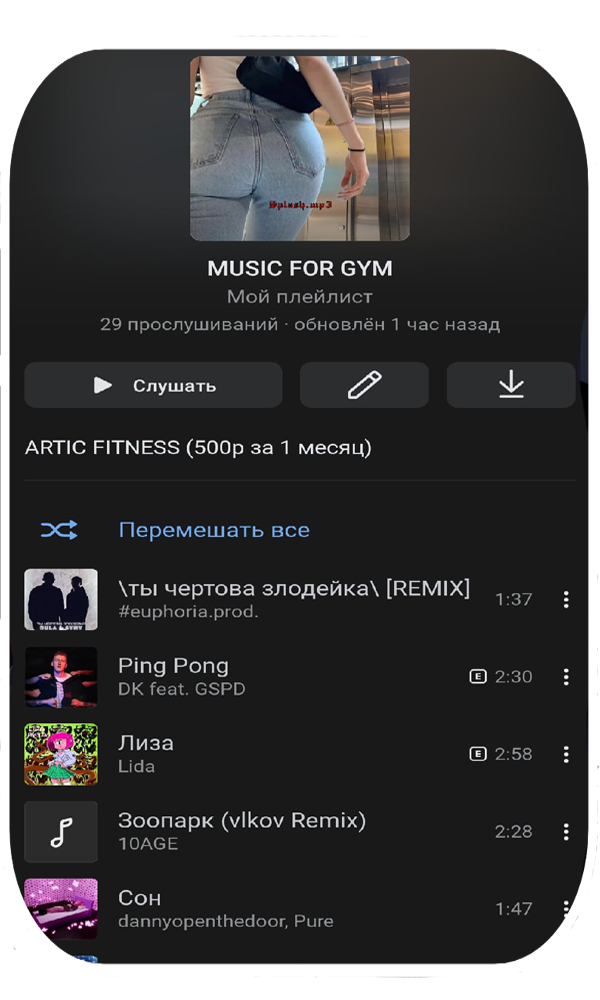 Splash.mp3
MUSIC FOR GYM
Мой плейлист
29 прослушиваний · обновлён 1 час назад
Слушать
ARTIC FITNESS (500р за 1 месяц)
Перемешать все
\ты чертова злодейка\ [REMIX]
#euphoria.prod.
1:37
Ping Pong
DK feat. GSPD
E 2:30
Лиза
Lida
E 2:58
Зоопарк (vlkov Remix)
10AGE
2:28
Сон
dannyopenthedoor, Pure
1:47